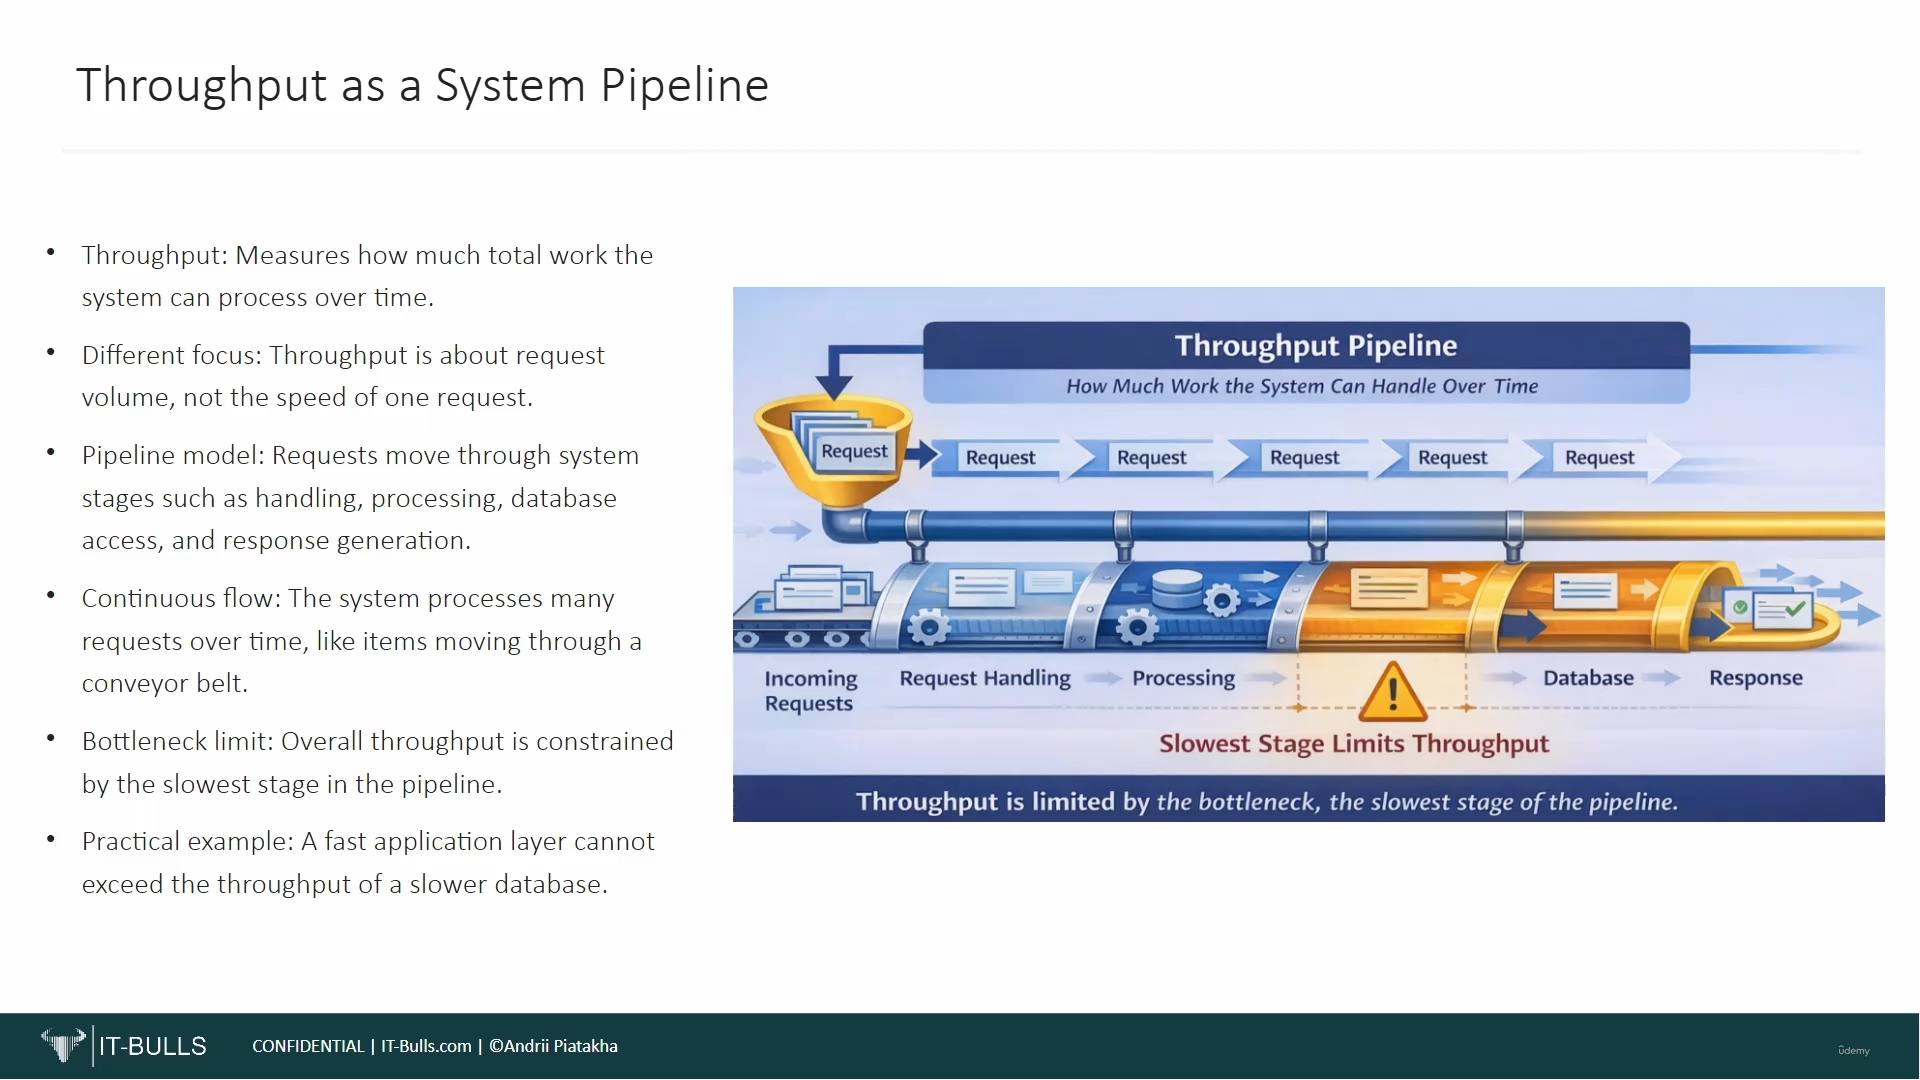 Throughput as a System Pipeline
• Throughput: Measures how much total work the
system can process over time.
• Different focus: Throughput is about request
volume, not the speed of one request.
• Pipeline model: Requests move through system
stages such as handling, processing, database
access, and response generation.
• Continuous flow: The system processes many
requests over time, like items moving through a
conveyor belt.
• Bottleneck limit: Overall throughput is constrained
by the slowest stage in the pipeline.
• Practical example: A fast application layer cannot
exceed the throughput of a slower database.
Throughput Pipeline
How Much Work the System Can Handle Over Time
Request
Request
Request
Request
Request
Request
Incoming
Requests
Request Handling
Processing
Database
Response
Slowest Stage Limits Throughput
Throughput is limited by the bottleneck, the slowest stage of the pipeline.
IT-BULLS
CONFIDENTIAL | IT-Bulls.com | ©Andrii Piatakha
udemy